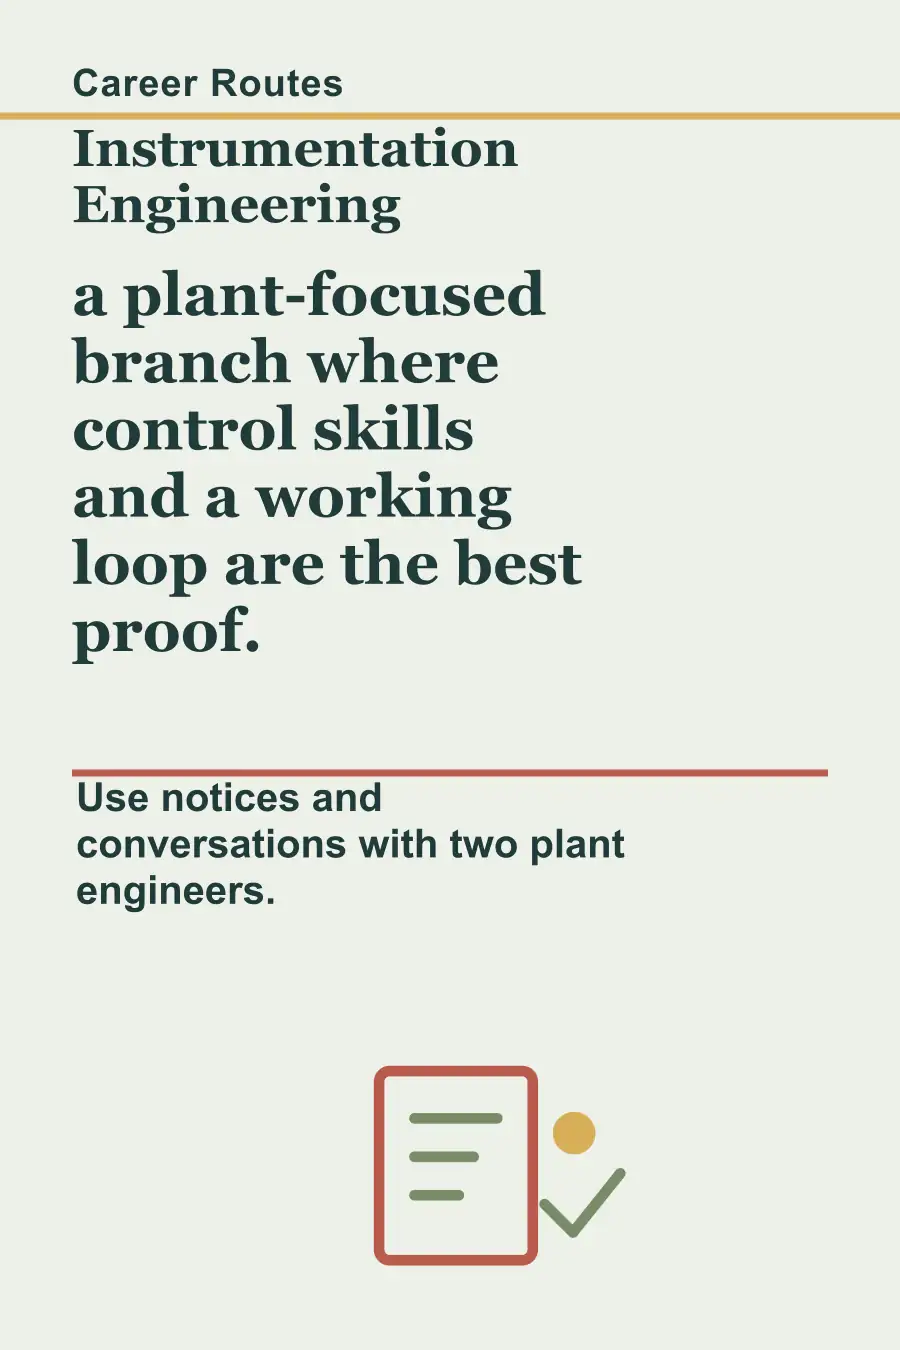 Career Routes
Instrumentation
Engineering
a plant-focused
branch where
control skills
and a working
loop are the best
proof.
Use notices and
conversations with two plant
engineers.